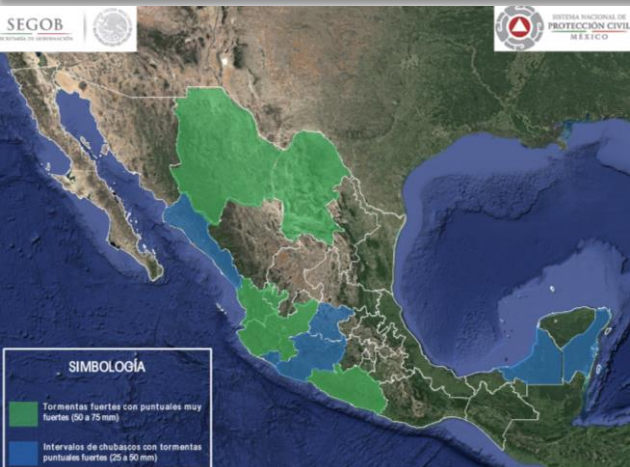 SEGOB
SECRETARÍA DE GOBERNACIÓN
SISTEMA NACIONAL DE
PROTECCIÓN CIVIL
MÉXICO
SIMBOLOGÍA
Tormentas fuertes con puntuales muy
fuertes (50 a 75 mm)
Intervalos de chubascos con tormentas
puntuales fuertes (25 a 50 mm)